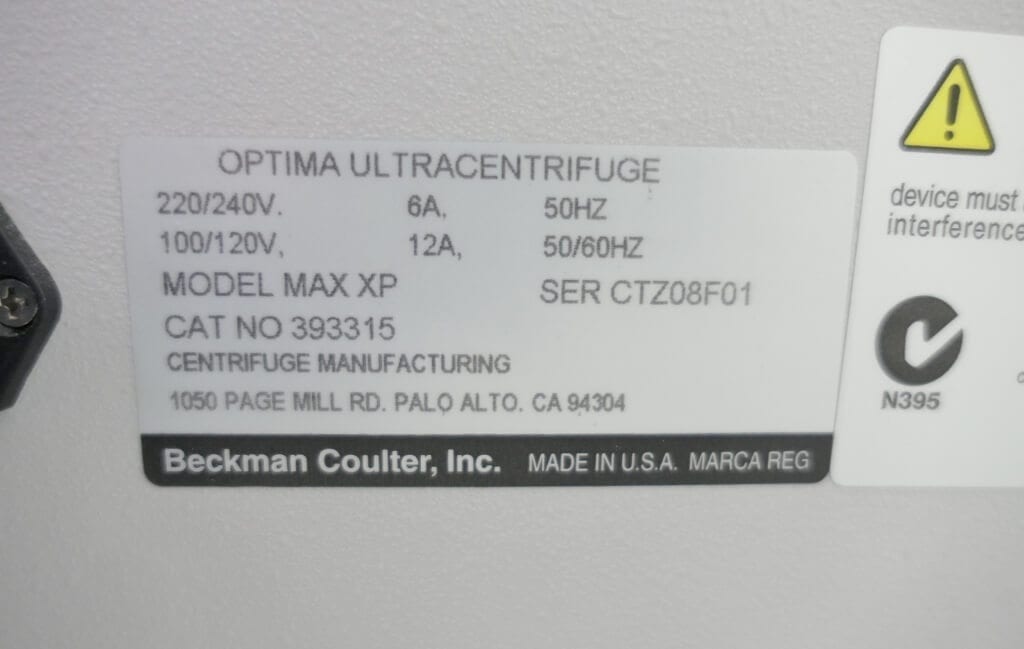 OPTIMA ULTRACENTRIFUGE
220/240V. 6A, 50HZ
100/120V, 12A, 50/60HZ
MODEL MAX XP SER CTZ08F01
CAT NO 393315
CENTRIFUGE MANUFACTURING
1050 PAGE MILL RD. PALO ALTO. CA 94304
Beckman Coulter, Inc. MADE IN U.S.A. MARCA REG
device must
interference
N395